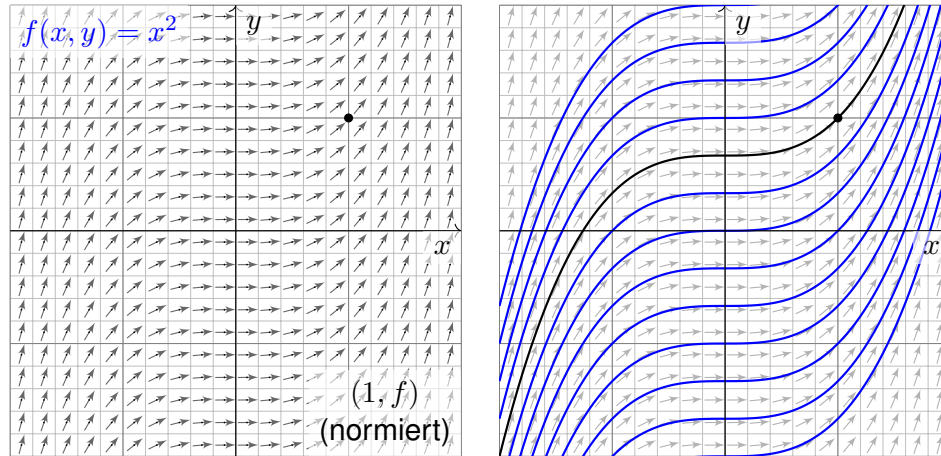 f(x, y) = x²
y
x
(1, f)
(normiert)
y
x